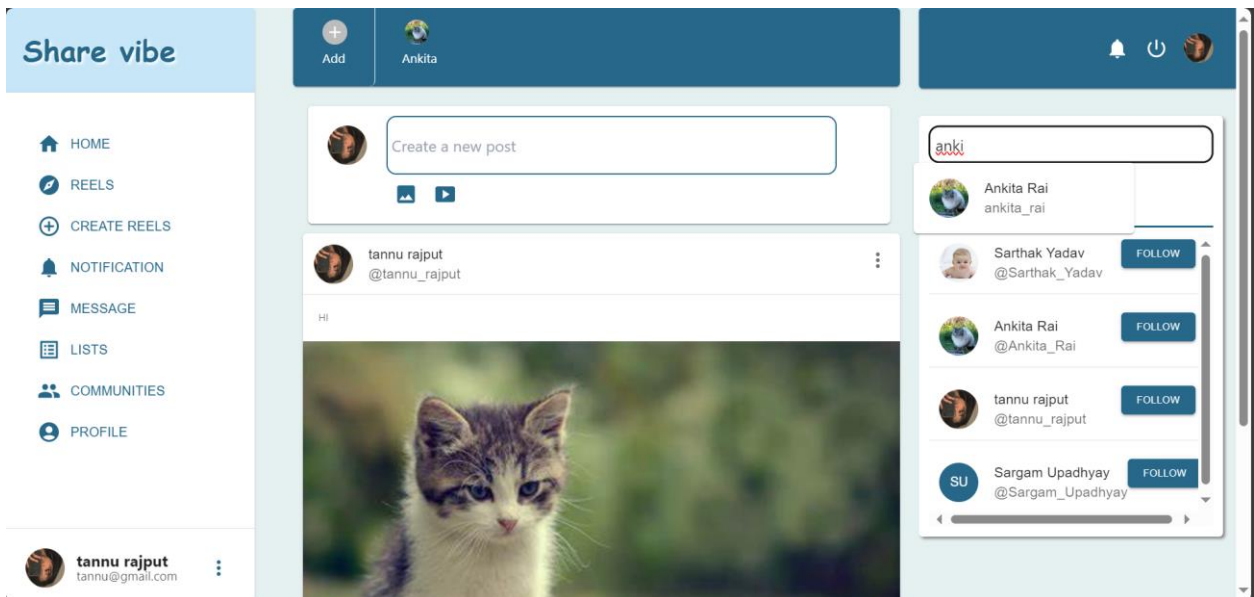 Share vibe
HOME
REELS
CREATE REELS
NOTIFICATION
MESSAGE
LISTS
COMMUNITIES
PROFILE
tannu rajput
tannu@gmail.com
Add
Ankita
Create a new post
tannu rajput
@tannu_rajput
HI
anki
Ankita Rai
ankita_rai
Sarthak Yadav
@Sarthak_Yadav
FOLLOW
Ankita Rai
@Ankita_Rai
FOLLOW
tannu rajput
@tannu_rajput
FOLLOW
SU
Sargam Upadhyay
@Sargam_Upadhyay
FOLLOW